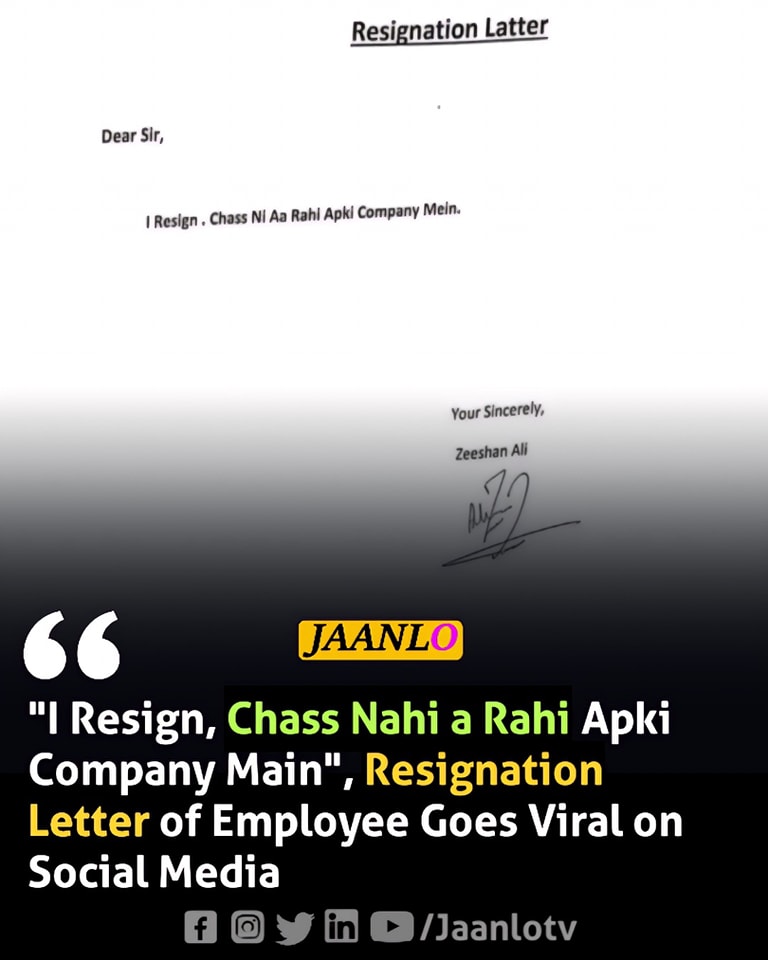 Resignation Latter
Dear Sir,
I Resign . Chass Ni Aa Rahi Apki Company Mein.
Your Sincerely,
Zeeshan Ali
JAANLO
"I Resign, Chass Nahi a Rahi Apki
Company Main", Resignation
Letter of Employee Goes Viral on
Social Media
/Jaanlotv